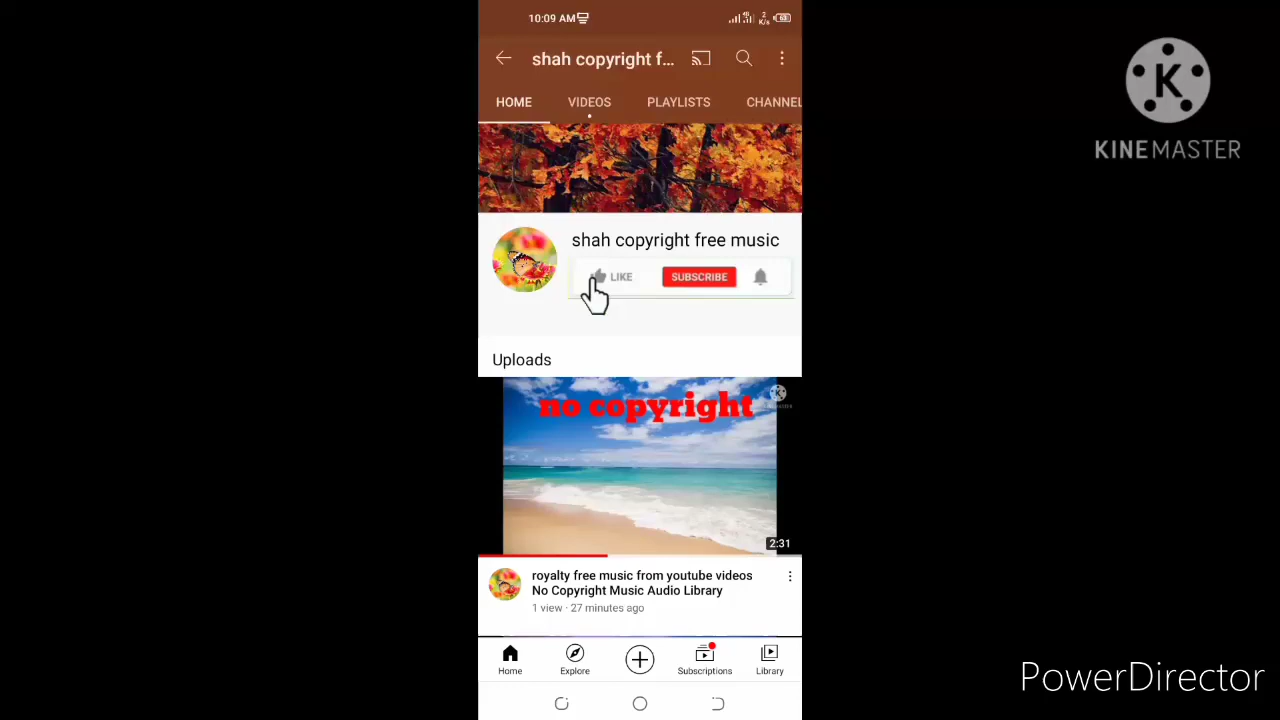 10:09 AM
shah copyright f...
HOME VIDEOS PLAYLISTS CHANNEL
shah copyright free music
LIKE SUBSCRIBE
Uploads
no copyright
2:31
royalty free music from youtube videos
No Copyright Music Audio Library
1 view · 27 minutes ago
Home Explore Subscriptions Library
K
KINEMASTER
PowerDirector